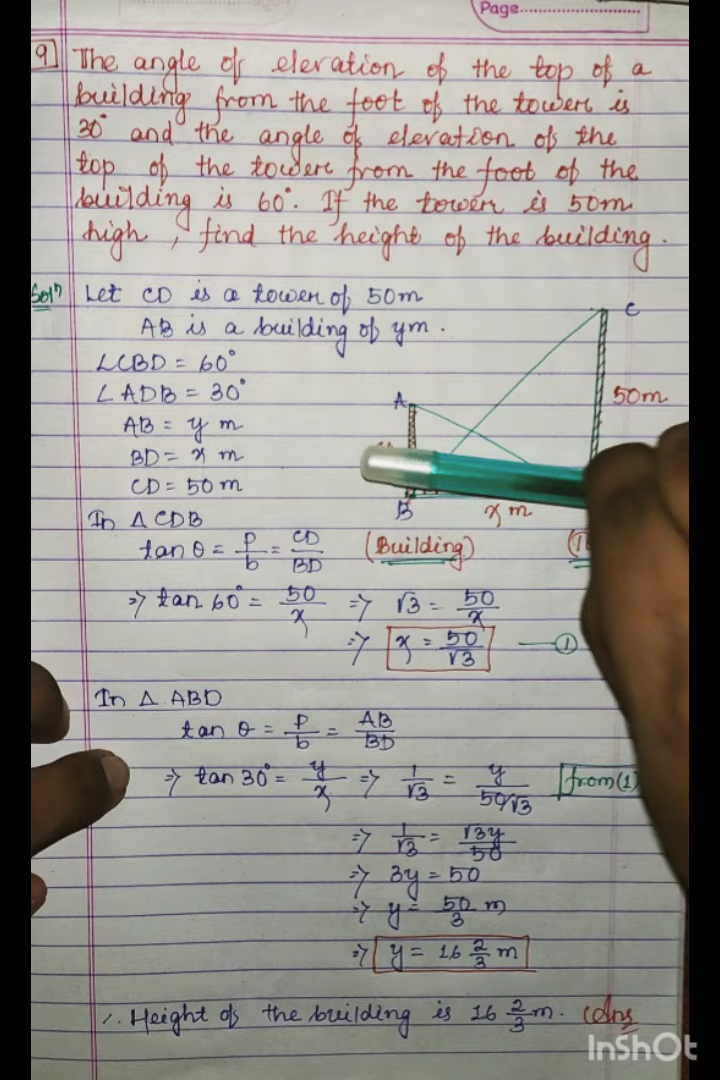 Page
9] The angle of elevation of the top of a
building from the foot of the tower is
30° and the angle of elevation of the
top of the tower from the foot of the
building is 60°. If the tower is 50m
high, find the height of the building.
Solⁿ Let CD is a tower of 50m
AB is a building of ym.
∠CBD = 60°
∠ADB = 30°
AB = y m
BD = x m
CD = 50 m
C
50m
A
B
x m
(Building)
In △ CDB
tan θ = P/b = CD/BD
⇒ tan 60° = 50/x ⇒ √3 = 50/x
⇒ x = 50/√3 — ①
In △ ABD
tan θ = P/b = AB/BD
⇒ tan 30° = y/x ⇒ 1/√3 = y/50/√3 [from (1)
⇒ 1/√3 = √3y/50
⇒ 3y = 50
⇒ y = 50/3 m
⇒ y = 16 2/3 m
∴ Height of the building is 16 2/3 m. (Ans
InShOt